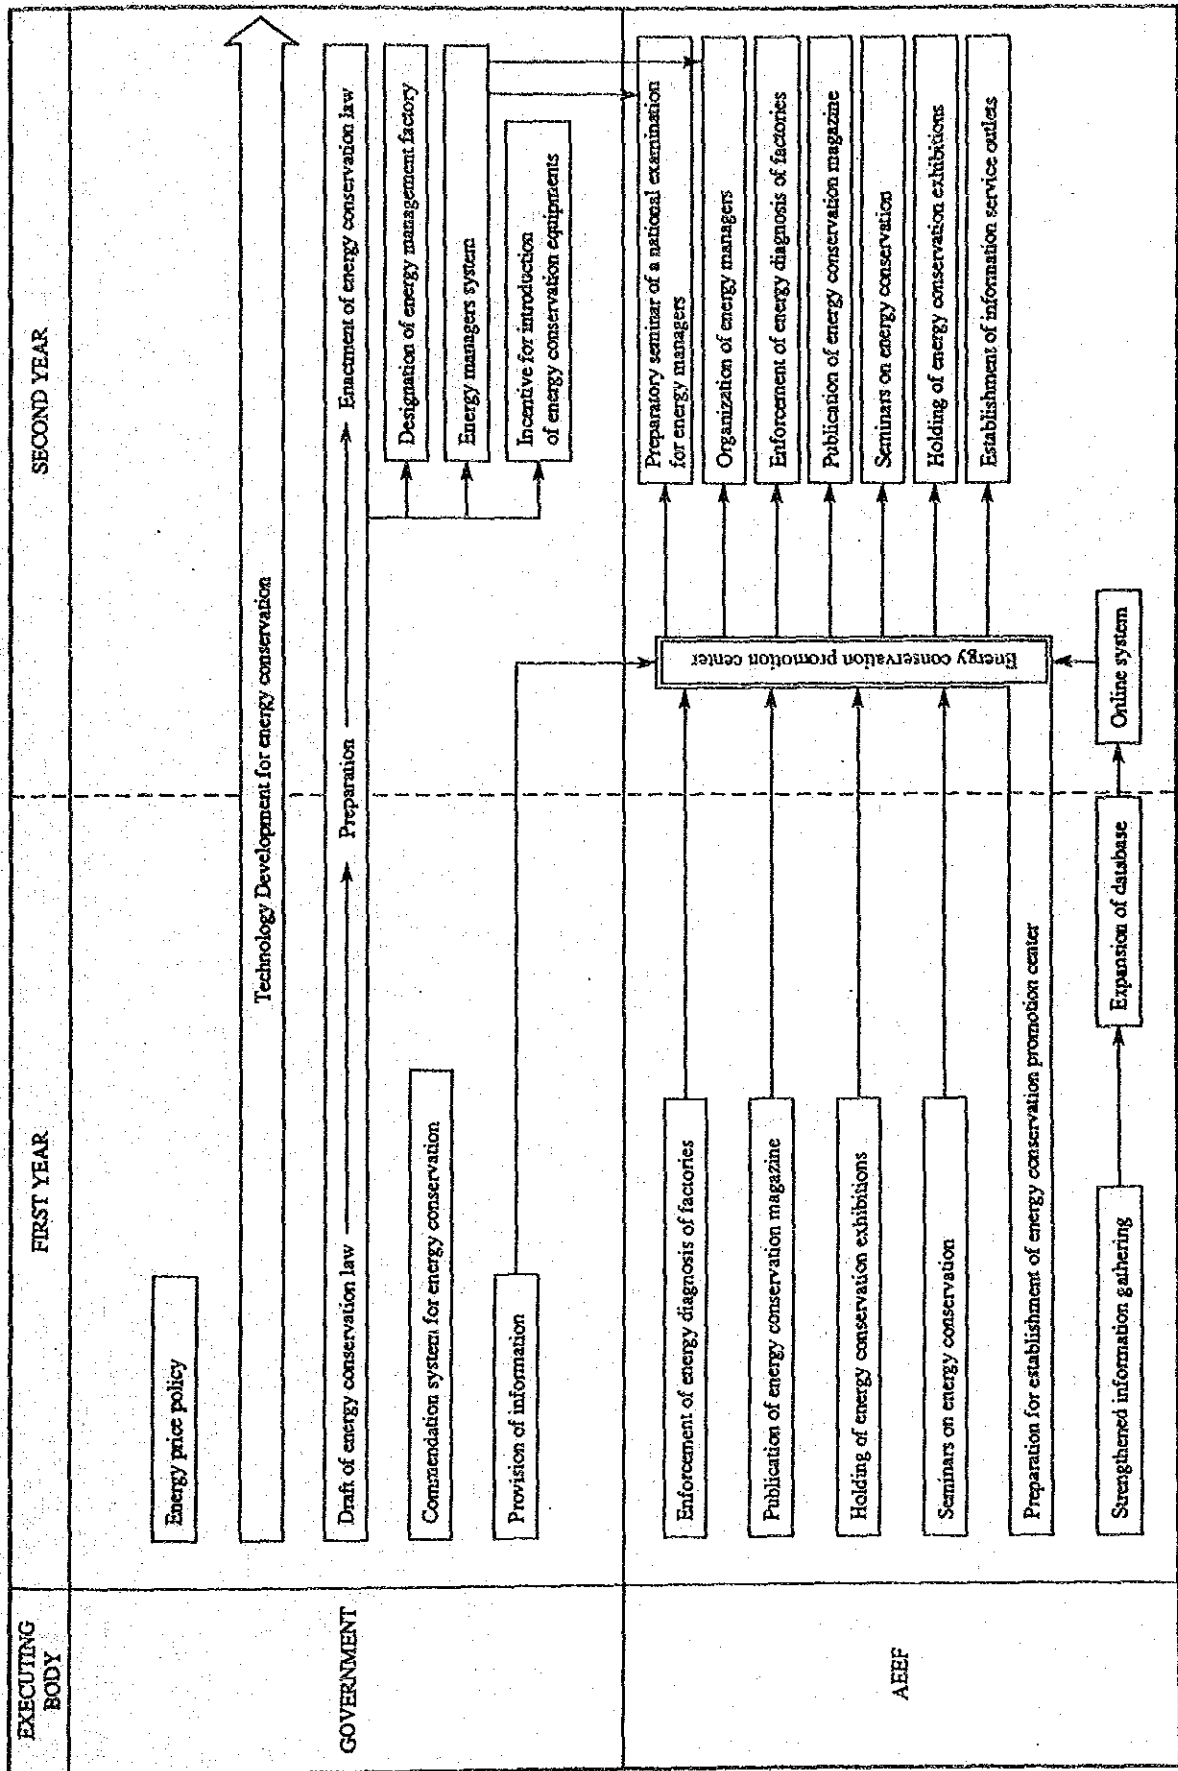 EXECUTING
BODY
FIRST YEAR
SECOND YEAR
GOVERNMENT
Energy price policy
Technology Development for energy conservation
Draft of energy conservation law
Preparation
Enactment of energy conservation law
Commendation system for energy conservation
Designation of energy management factory
Energy managers system
Provision of information
Incentive for introduction
of energy conservation equipments
AEEF
Enforcement of energy diagnosis of factories
Publication of energy conservation magazine
Holding of energy conservation exhibitions
Seminars on energy conservation
Preparation for establishment of energy conservation promotion center
Strengthened information gathering
Expansion of database
Online system
Energy conservation promotion center
Preparatory seminar of a national examination
for energy managers
Organization of energy managers
Enforcement of energy diagnosis of factories
Publication of energy conservation magazine
Seminars on energy conservation
Holding of energy conservation exhibitions
Establishment of information service outlets